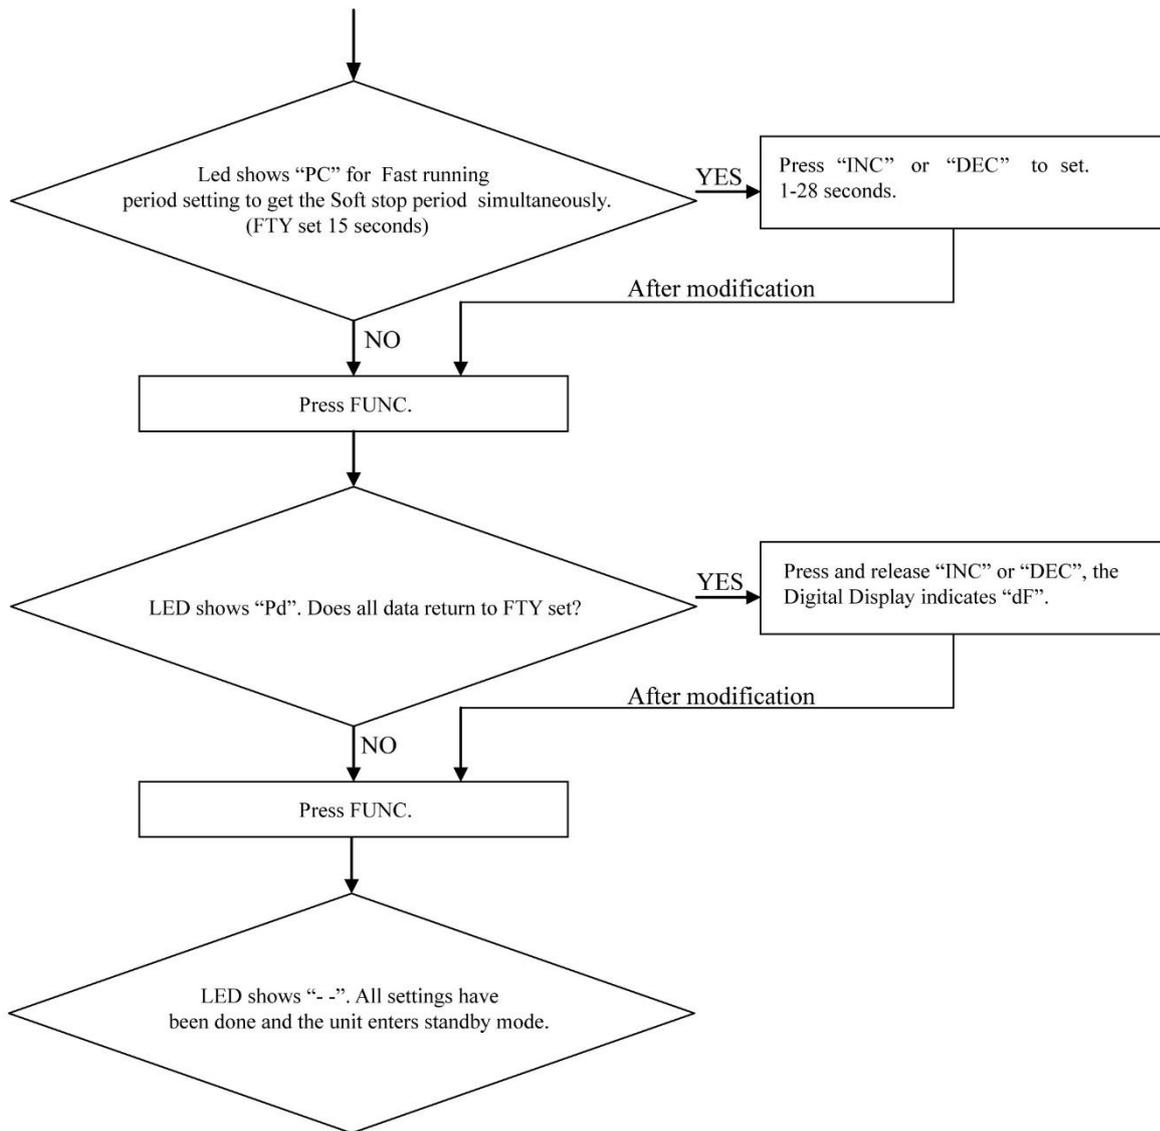 Led shows “PC” for Fast running
period setting to get the Soft stop period simultaneously.
(FTY set 15 seconds)
YES
Press “INC” or “DEC” to set.
1-28 seconds.
After modification
NO
Press FUNC.
LED shows “Pd”. Does all data return to FTY set?
YES
Press and release “INC” or “DEC”, the
Digital Display indicates “dF”.
After modification
NO
Press FUNC.
LED shows “- -”. All settings have
been done and the unit enters standby mode.